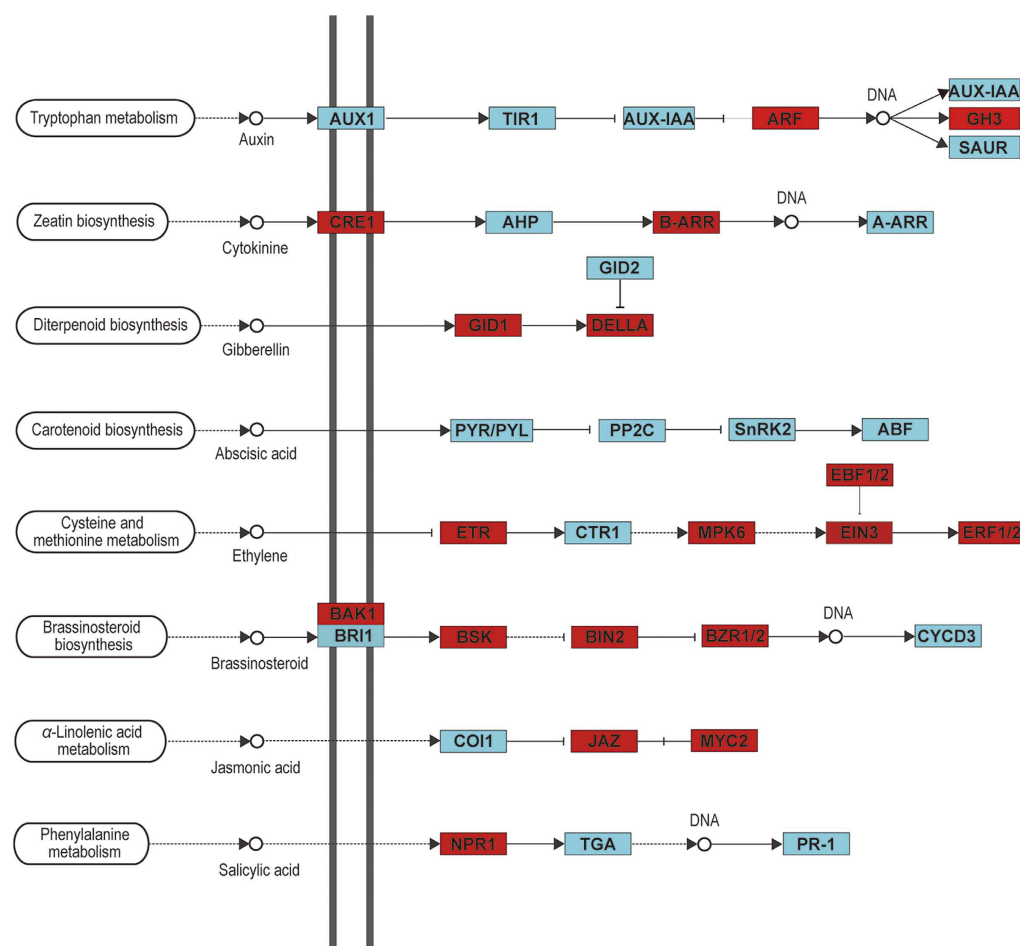 Tryptophan metabolism
Auxin
AUX1
TIR1
AUX-IAA
ARF
DNA
AUX-IAA
GH3
SAUR
Zeatin biosynthesis
Cytokinine
CRE1
AHP
B-ARR
DNA
A-ARR
GID2
Diterpenoid biosynthesis
Gibberellin
GID1
DELLA
Carotenoid biosynthesis
Abscisic acid
PYR/PYL
PP2C
SnRK2
ABF
EBF1/2
Cysteine and
methionine metabolism
Ethylene
ETR
CTR1
MPK6
EIN3
ERF1/2
Brassinosteroid
biosynthesis
Brassinosteroid
BAK1
BRI1
BSK
BIN2
BZR1/2
DNA
CYCD3
α-Linolenic acid
metabolism
Jasmonic acid
COI1
JAZ
MYC2
Phenylalanine
metabolism
Salicylic acid
NPR1
TGA
DNA
PR-1